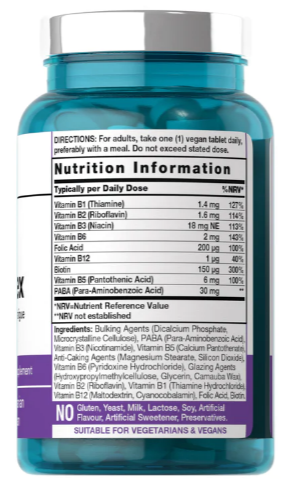 DIRECTIONS: For adults, take one (1) vegan tablet daily,
preferably with a meal. Do not exceed stated dose.
Nutrition Information
Typically per Daily Dose %NRV*
Vitamin B1 (Thiamine) 1.4 mg 127%
Vitamin B2 (Riboflavin) 1.6 mg 114%
Vitamin B3 (Niacin) 18 mg NE 113%
Vitamin B6 2 mg 143%
Folic Acid 200 µg 100%
Vitamin B12 1 µg 40%
Biotin 150 µg 300%
Vitamin B5 (Pantothenic Acid) 6 mg 100%
PABA (Para-Aminobenzoic Acid) 30 mg **
*NRV=Nutrient Reference Value
**NRV not established
Ingredients: Bulking Agents (Dicalcium Phosphate,
Microcrystalline Cellulose), PABA (Para-Aminobenzoic Acid),
Vitamin B3 (Nicotinamide), Vitamin B5 (Calcium Pantothenate),
Anti-Caking Agents (Magnesium Stearate, Silicon Dioxide),
Vitamin B6 (Pyridoxine Hydrochloride), Glazing Agents
(Hydroxypropylmethylcellulose, Glycerin, Carnauba Wax),
Vitamin B2 (Riboflavin), Vitamin B1 (Thiamine Hydrochloride),
Vitamin B12 (Maltodextrin, Cyanocobalamin), Folic Acid, Biotin.
NO Gluten, Yeast, Milk, Lactose, Soy, Artificial
Flavour, Artificial Sweetener, Preservatives.
SUITABLE FOR VEGETARIANS & VEGANS